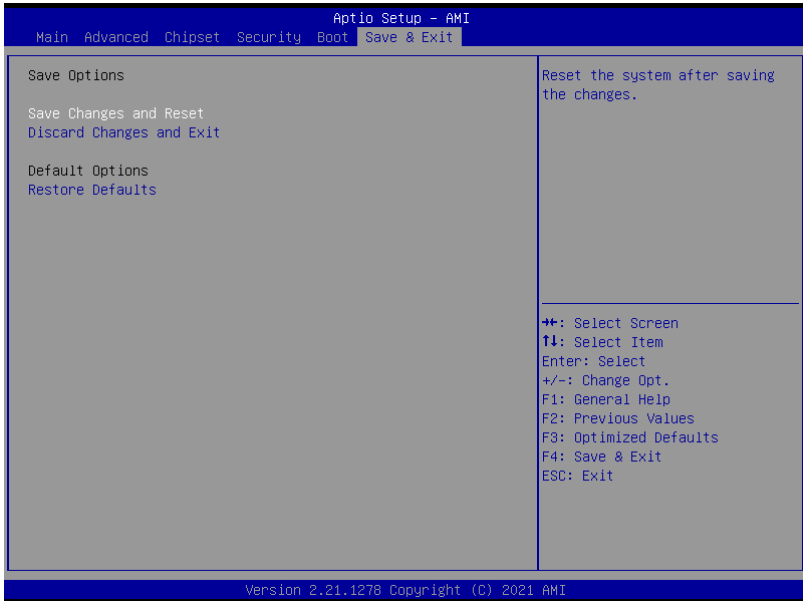 Aptio Setup – AMI
Main Advanced Chipset Security Boot Save & Exit
Save Options
Save Changes and Reset
Discard Changes and Exit
Default Options
Restore Defaults
Reset the system after saving
the changes.
→←: Select Screen
↑↓: Select Item
Enter: Select
+/-: Change Opt.
F1: General Help
F2: Previous Values
F3: Optimized Defaults
F4: Save & Exit
ESC: Exit
Version 2.21.1278 Copyright (C) 2021 AMI